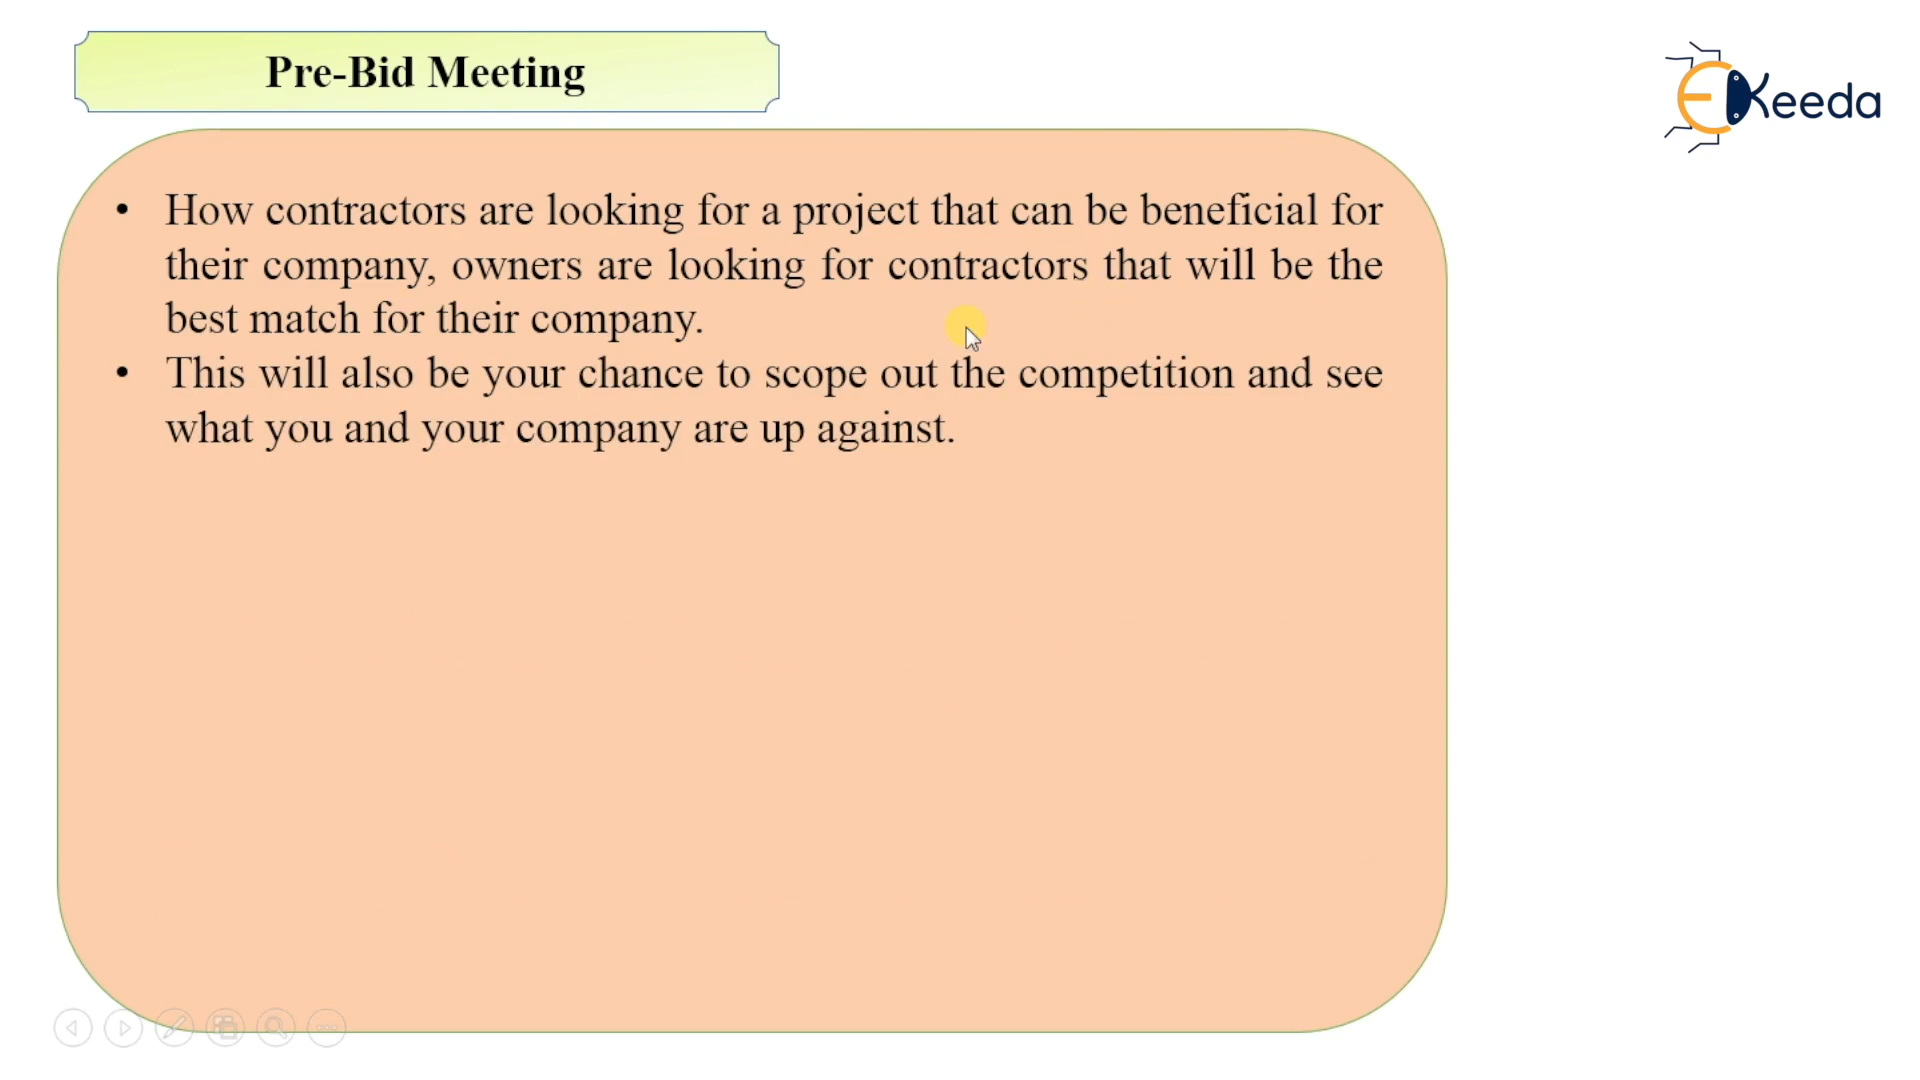 Pre-Bid Meeting
EKeeda
• How contractors are looking for a project that can be beneficial for
their company, owners are looking for contractors that will be the
best match for their company.
• This will also be your chance to scope out the competition and see
what you and your company are up against.